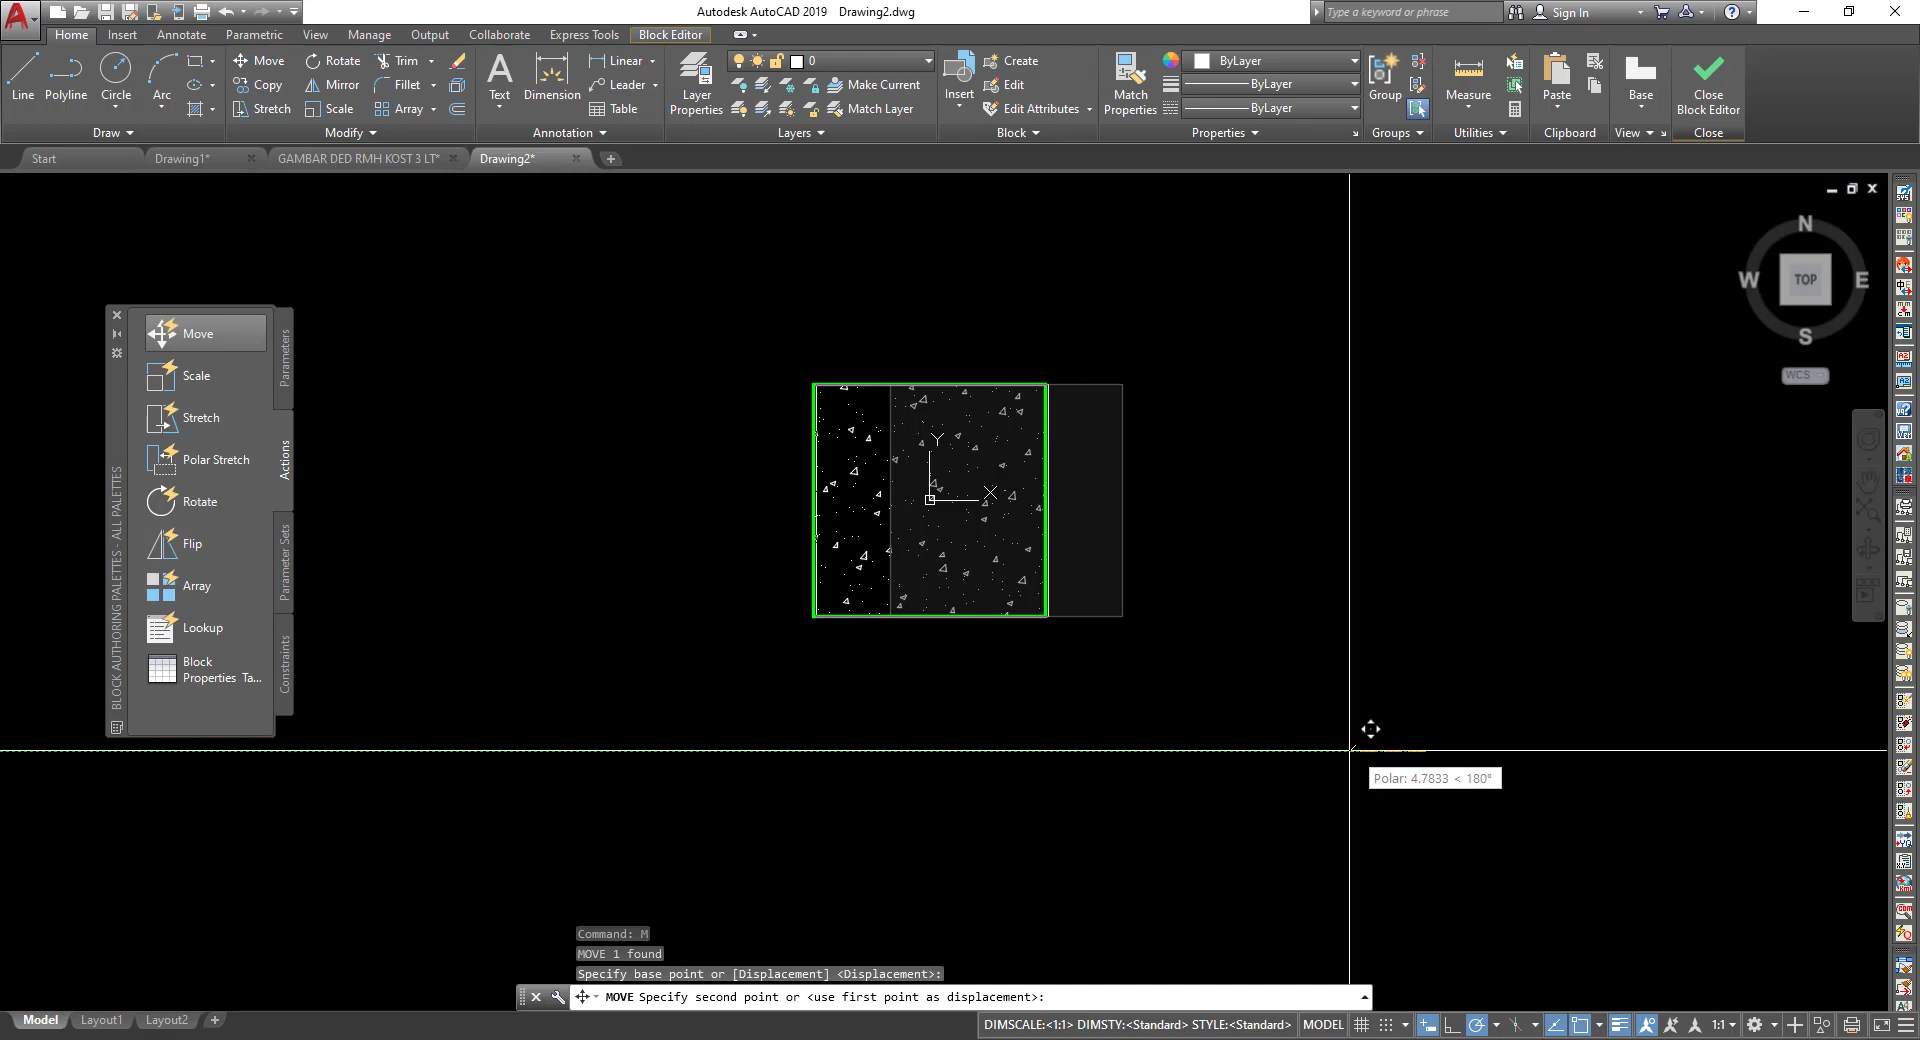 Autodesk AutoCAD 2019 Drawing2.dwg
Type a keyword or phrase
Sign In
Home Insert Annotate Parametric View Manage Output Collaborate Express Tools Block Editor
Line
Polyline
Circle
Arc
Draw
Move Rotate Trim
Copy Mirror Fillet
Stretch Scale Array
Modify
Text
Dimension
Linear
Leader
Table
Annotation
Layer
Properties
0
Make Current
Match Layer
Layers
Insert
Create
Edit
Edit Attributes
Block
Match
Properties
ByLayer
ByLayer
ByLayer
Properties
Group
Groups
Measure
Utilities
Paste
Clipboard
Base
View
Close
Block Editor
Close
Start Drawing1* GAMBAR DED RMH KOST 3 LT* Drawing2*
N
W TOP E
S
WCS
BLOCK AUTHORING PALETTES - ALL PALETTES
Move
Scale
Stretch
Polar Stretch
Rotate
Flip
Array
Lookup
Block
Properties Ta...
Parameters
Actions
Parameter Sets
Constraints
Y
X
Polar: 4.7833 < 180°
Command: M
MOVE 1 found
Specify base point or [Displacement] <Displacement>:
MOVE Specify second point or <use first point as displacement>:
Model Layout1 Layout2
DIMSCALE:<1:1> DIMSTY:<Standard> STYLE:<Standard> MODEL 1:1